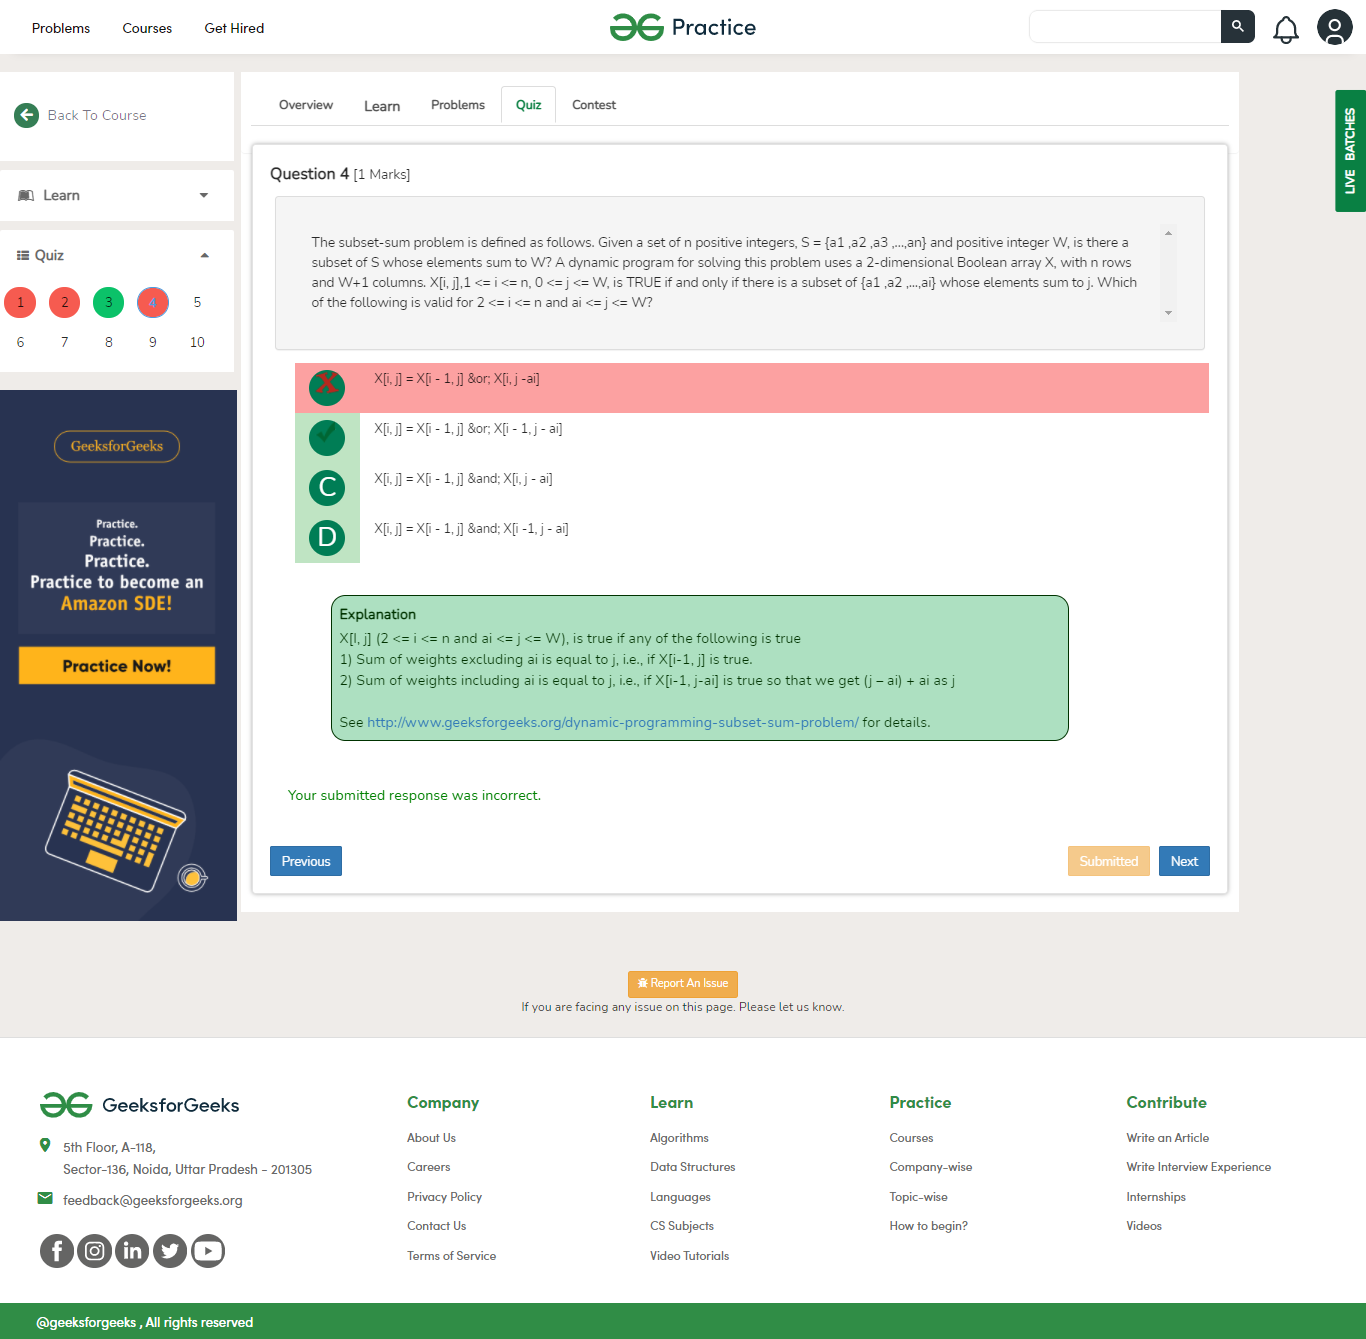 Problems Courses Get Hired
Practice
Back To Course
Learn
Quiz
1 2 3 4 5
6 7 8 9 10
GeeksforGeeks
Practice.
Practice.
Practice.
Practice to become an
Amazon SDE!
Practice Now!
Overview Learn Problems Quiz Contest
LIVE BATCHES
Question 4 [1 Marks]
The subset-sum problem is defined as follows. Given a set of n positive integers, S = {a1 ,a2 ,a3 ,...,an} and positive integer W, is there a
subset of S whose elements sum to W? A dynamic program for solving this problem uses a 2-dimensional Boolean array X, with n rows
and W+1 columns. X[i, j],1 <= i <= n, 0 <= j <= W, is TRUE if and only if there is a subset of {a1 ,a2 ,...,ai} whose elements sum to j. Which
of the following is valid for 2 <= i <= n and ai <= j <= W?
X X[i, j] = X[i - 1, j] &or; X[i, j -ai]
X[i, j] = X[i - 1, j] &or; X[i - 1, j - ai]
C X[i, j] = X[i - 1, j] &and; X[i, j - ai]
D X[i, j] = X[i - 1, j] &and; X[i -1, j - ai]
Explanation
X[I, j] (2 <= i <= n and ai <= j <= W), is true if any of the following is true
1) Sum of weights excluding ai is equal to j, i.e., if X[i-1, j] is true.
2) Sum of weights including ai is equal to j, i.e., if X[i-1, j-ai] is true so that we get (j – ai) + ai as j
See http://www.geeksforgeeks.org/dynamic-programming-subset-sum-problem/ for details.
Your submitted response was incorrect.
Previous Submitted Next
Report An Issue
If you are facing any issue on this page. Please let us know.
GeeksforGeeks
5th Floor, A-118,
Sector-136, Noida, Uttar Pradesh - 201305
feedback@geeksforgeeks.org
Company
About Us
Careers
Privacy Policy
Contact Us
Terms of Service
Learn
Algorithms
Data Structures
Languages
CS Subjects
Video Tutorials
Practice
Courses
Company-wise
Topic-wise
How to begin?
Contribute
Write an Article
Write Interview Experience
Internships
Videos
@geeksforgeeks , All rights reserved